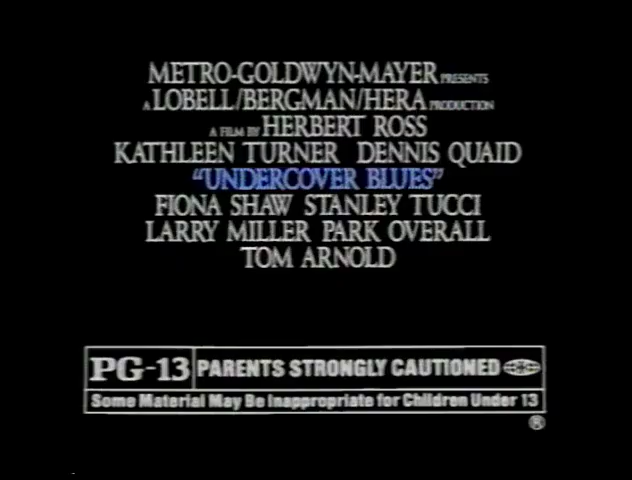 METRO-GOLDWYN-MAYER PRESENTS
A LOBELL/BERGMAN/HERA PRODUCTION
A FILM BY HERBERT ROSS
KATHLEEN TURNER DENNIS QUAID
"UNDERCOVER BLUES"
FIONA SHAW STANLEY TUCCI
LARRY MILLER PARK OVERALL
TOM ARNOLD
PG-13 PARENTS STRONGLY CAUTIONED
Some Material May Be Inappropriate for Children Under 13
®